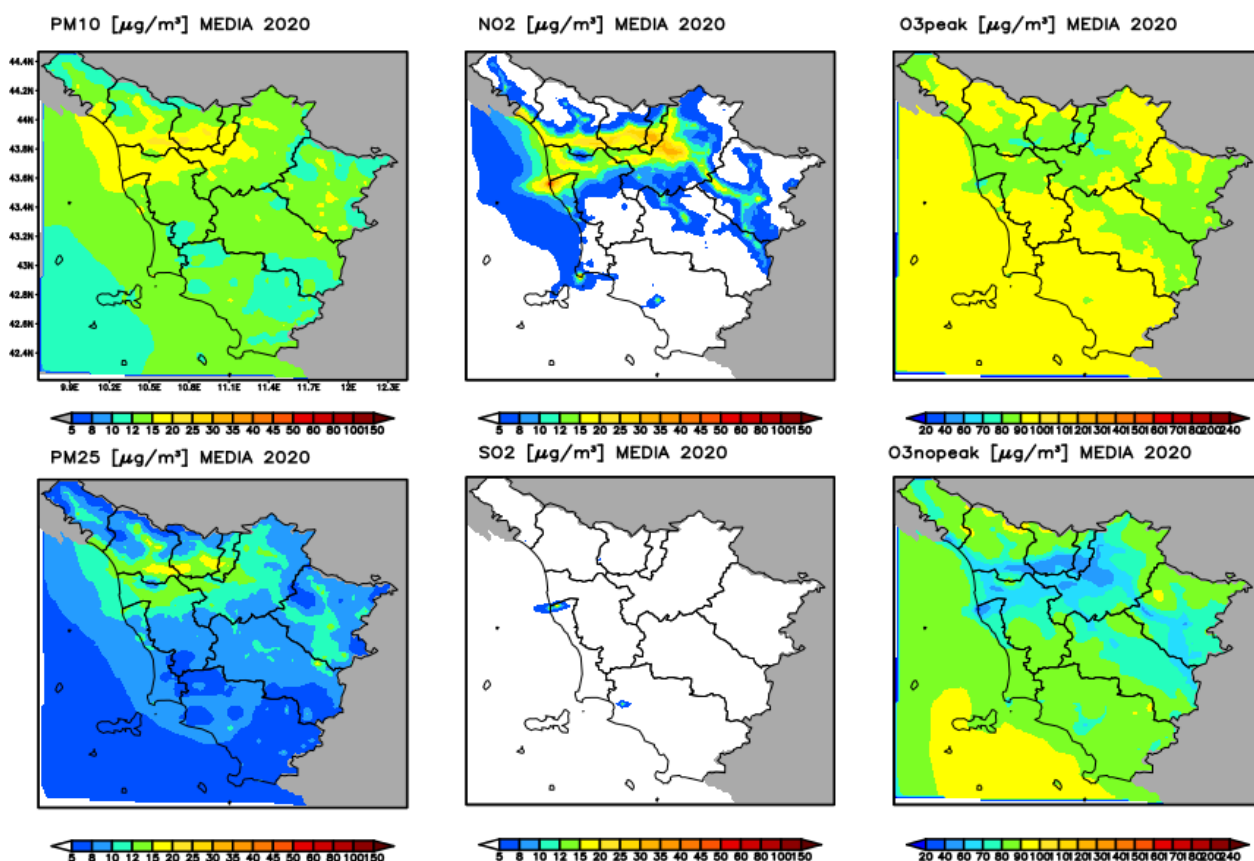 PM10 [μg/m³] MEDIA 2020
NO2 [μg/m³] MEDIA 2020
O3peak [μg/m³] MEDIA 2020
44.4N
44.2N
44N
43.8N
43.6N
43.4N
43.2N
43N
42.8N
42.6N
42.4N
9.9E 10.2E 10.5E 10.8E 11.1E 11.4E 11.7E 12E 12.3E
5 8 10 12 15 20 25 30 35 40 45 50 60 80 100 150
5 8 10 12 15 20 25 30 35 40 45 50 60 80 100 150
20 40 60 70 80 90 100 110 120 130 140 150 160 170 180 200 240
PM25 [μg/m³] MEDIA 2020
SO2 [μg/m³] MEDIA 2020
O3nopeak [μg/m³] MEDIA 2020
5 8 10 12 15 20 25 30 35 40 45 50 60 80 100 150
5 8 10 12 15 20 25 30 35 40 45 50 60 80 100 150
20 40 60 70 80 90 100 110 120 130 140 150 160 170 180 200 240